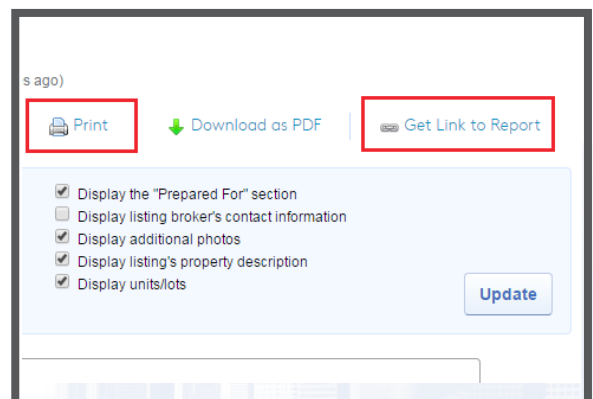 s ago)
Print Download as PDF Get Link to Report
Display the "Prepared For" section
Display listing broker's contact information
Display additional photos
Display listing's property description
Display units/lots
Update